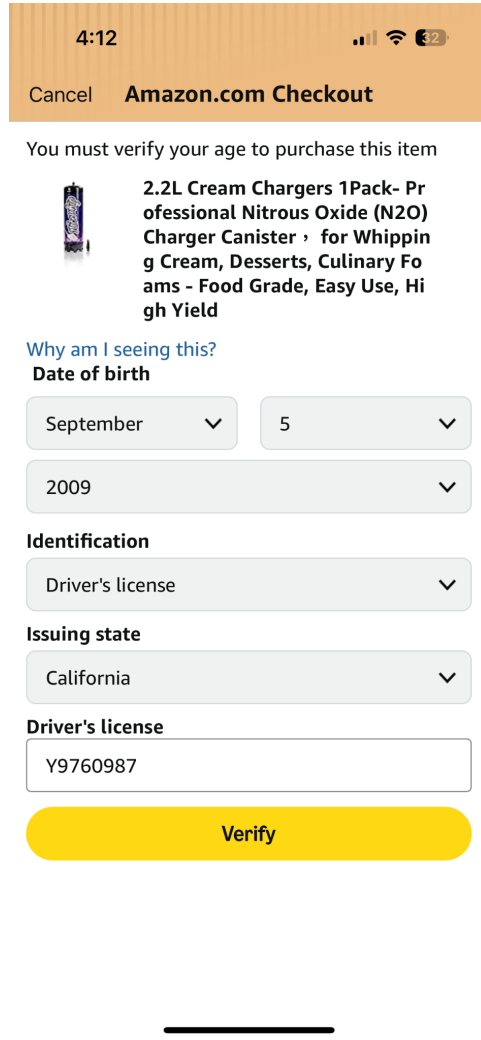 4:12
32
Cancel Amazon.com Checkout
You must verify your age to purchase this item
2.2L Cream Chargers 1Pack- Pr
ofessional Nitrous Oxide (N2O)
Charger Canister， for Whippin
g Cream, Desserts, Culinary Fo
ams - Food Grade, Easy Use, Hi
gh Yield
Why am I seeing this?
Date of birth
September 5
2009
Identification
Driver's license
Issuing state
California
Driver's license
Y9760987
Verify